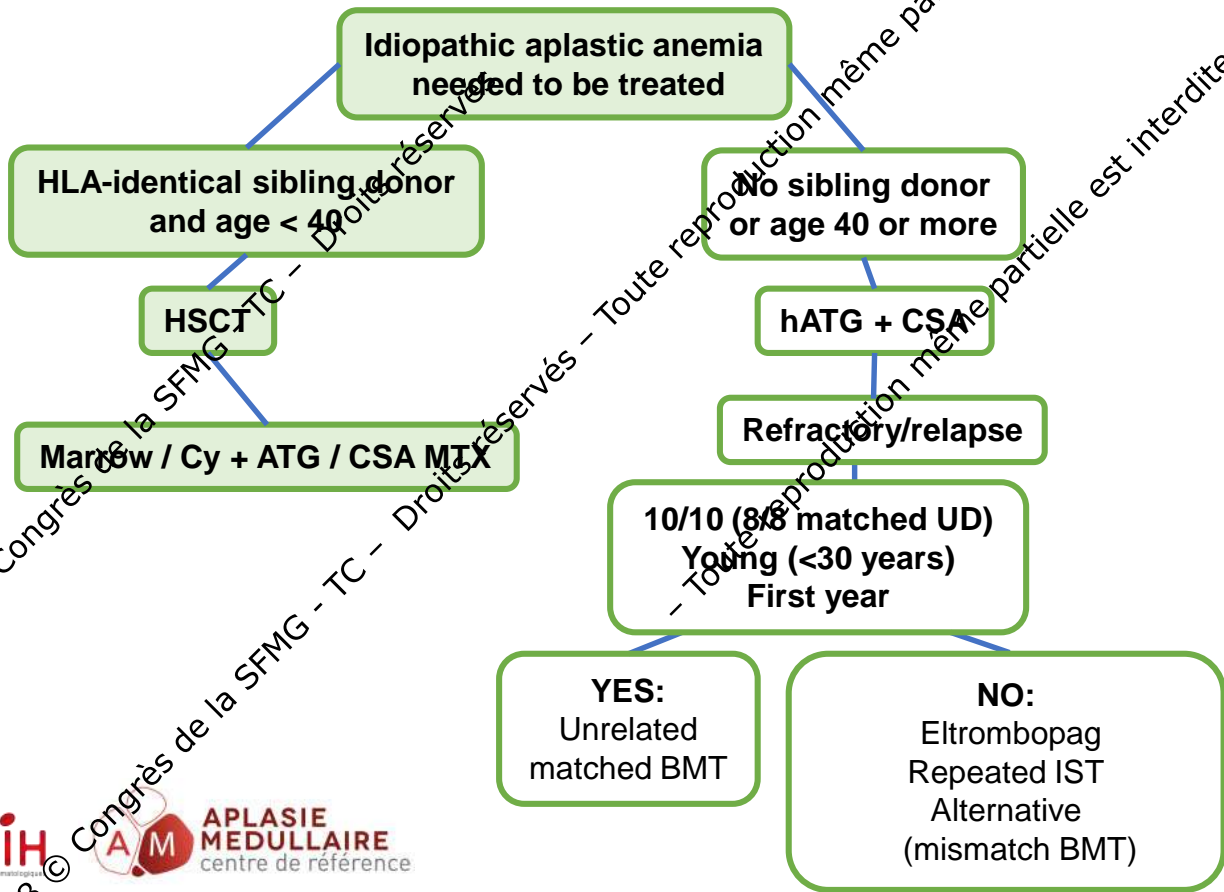 Idiopathic aplastic anemia
needed to be treated
HLA-identical sibling donor
and age < 40
No sibling donor
or age 40 or more
HSCT
hATG + CSA
Marrow / Cy + ATG / CSA MTX
Refractory/relapse
10/10 (8/8 matched UD)
Young (<30 years)
First year
YES:
Unrelated
matched BMT
NO:
Eltrombopag
Repeated IST
Alternative
(mismatch BMT)
Congrès de la SFMG - TC – Droits réservés
© Congrès de la SFMG - TC – Droits réservés – Toute reproduction même
– Toute reproduction même partielle est interdite
iH
AM
APLASIE
MEDULLAIRE
centre de référence